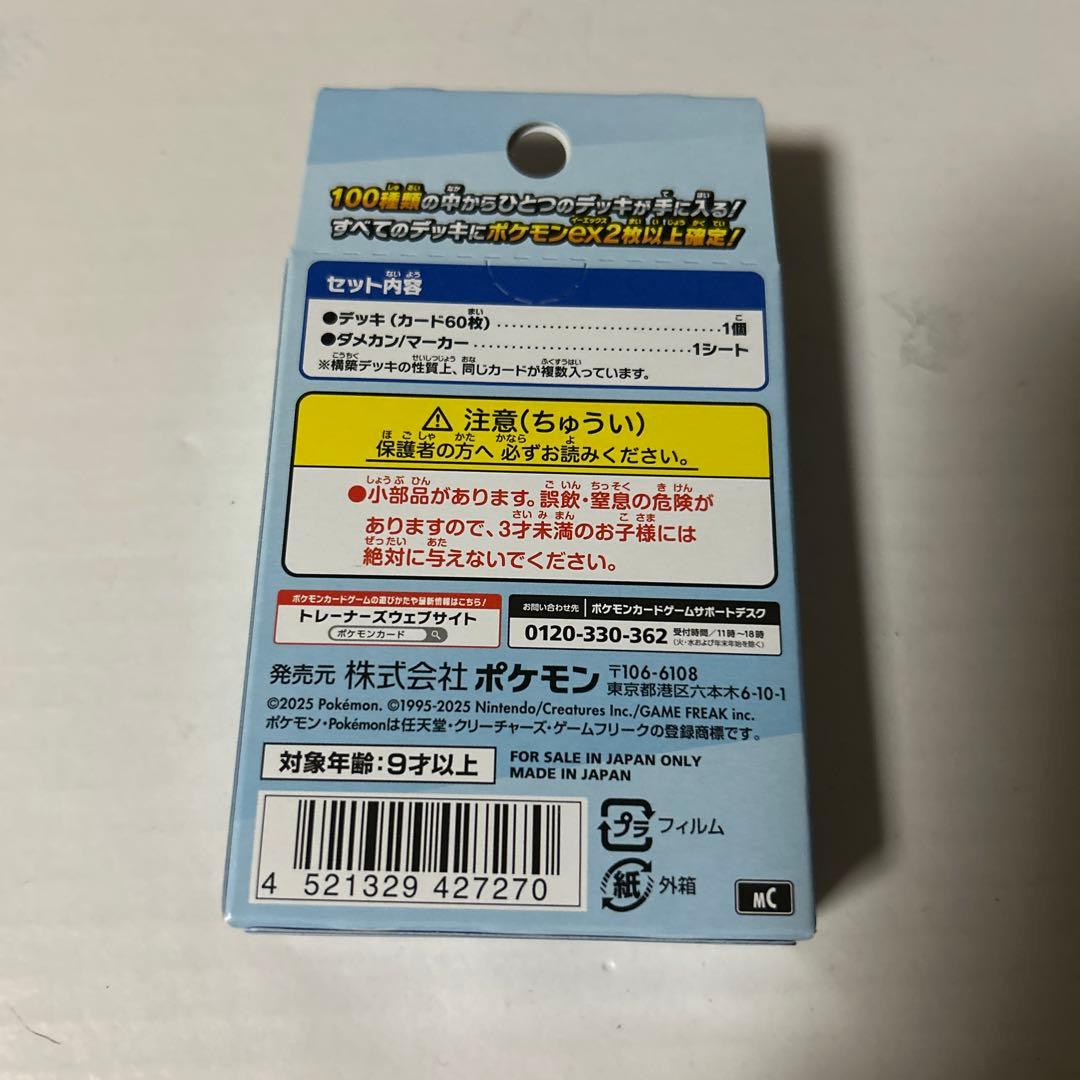 100種類の中からひとつのデッキが手に入る!
すべてのデッキにポケモンex2枚以上確定!
セット内容
●デッキ(カード60枚)..............................1個
●ダメカン/マーカー..............................1シート
※構築デッキの性質上、同じカードが複数入っています。
⚠ 注意(ちゅうい)
保護者の方へ 必ずお読みください。
●小部品があります。誤飲・窒息の危険が
ありますので、3才未満のお子様には
絶対に与えないでください。
ポケモンカードゲームの遊びかたや最新情報はこちら!
トレーナーズウェブサイト
ポケモンカード
お問い合わせ先 ポケモンカードゲームサポートデスク
0120-330-362 受付時間/11時~18時
(火・水および年末年始を除く)
発売元 株式会社 ポケモン 〒106-6108
東京都港区六本木6-10-1
©2025 Pokémon. ©1995-2025 Nintendo/Creatures Inc./GAME FREAK inc.
ポケモン・Pokémonは任天堂・クリーチャーズ・ゲームフリークの登録商標です。
対象年齢:9才以上
FOR SALE IN JAPAN ONLY
MADE IN JAPAN
4 521329 427270
プラ フィルム
紙 外箱
MC